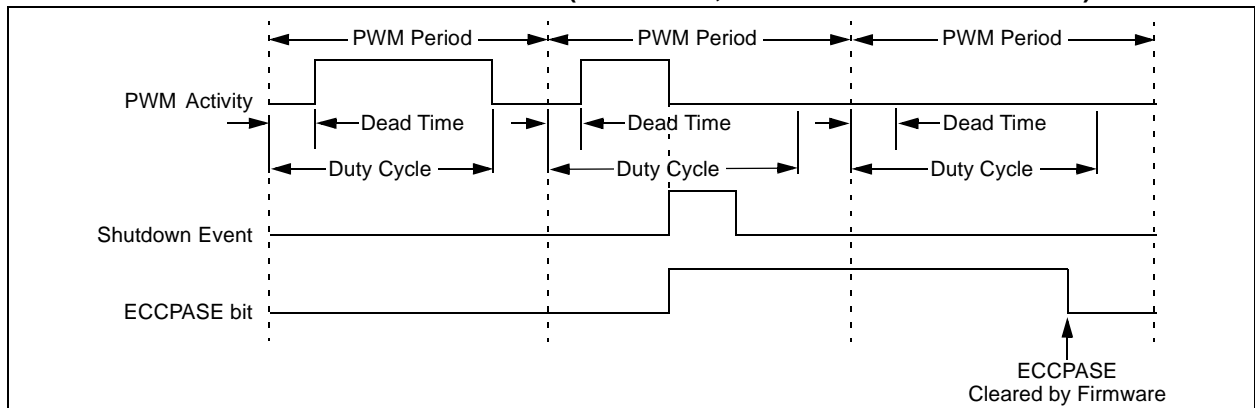 PWM Period PWM Period PWM Period
PWM Activity
Dead Time Dead Time Dead Time
Duty Cycle Duty Cycle Duty Cycle
Shutdown Event
ECCPASE bit
ECCPASE
Cleared by Firmware